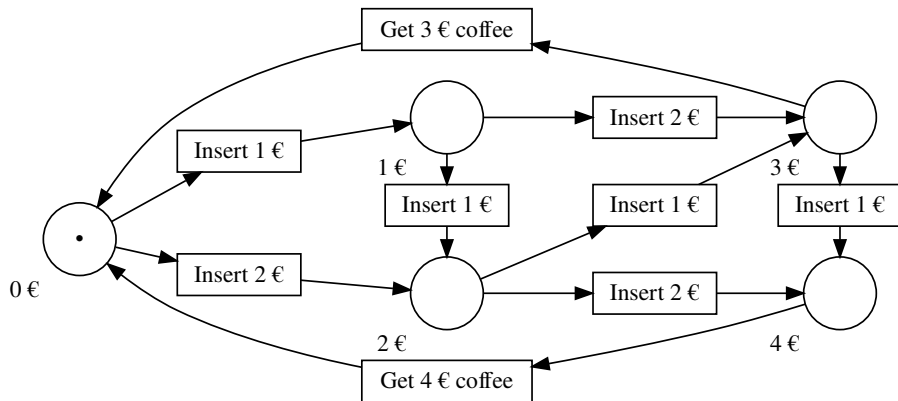 Get 3 € coffee
Insert 2 €
Insert 1 €
1 €
3 €
Insert 1 €
Insert 1 €
Insert 1 €
Insert 2 €
0 €
Insert 2 €
2 €
4 €
Get 4 € coffee